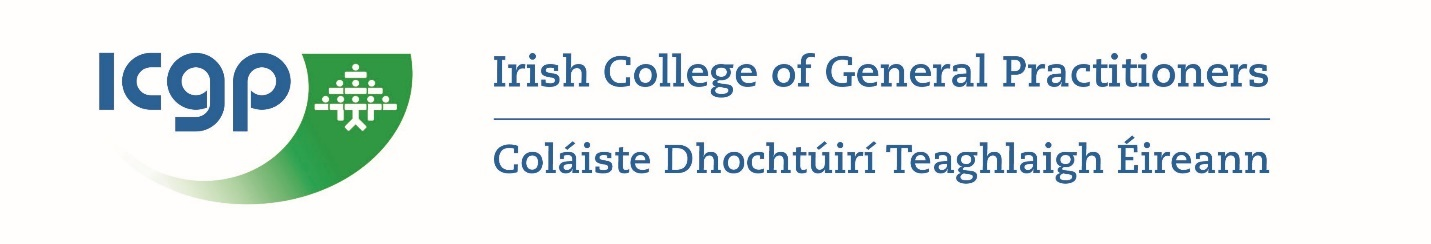 icgp
Irish College of General Practitioners
Coláiste Dhochtúirí Teaghlaigh Éireann